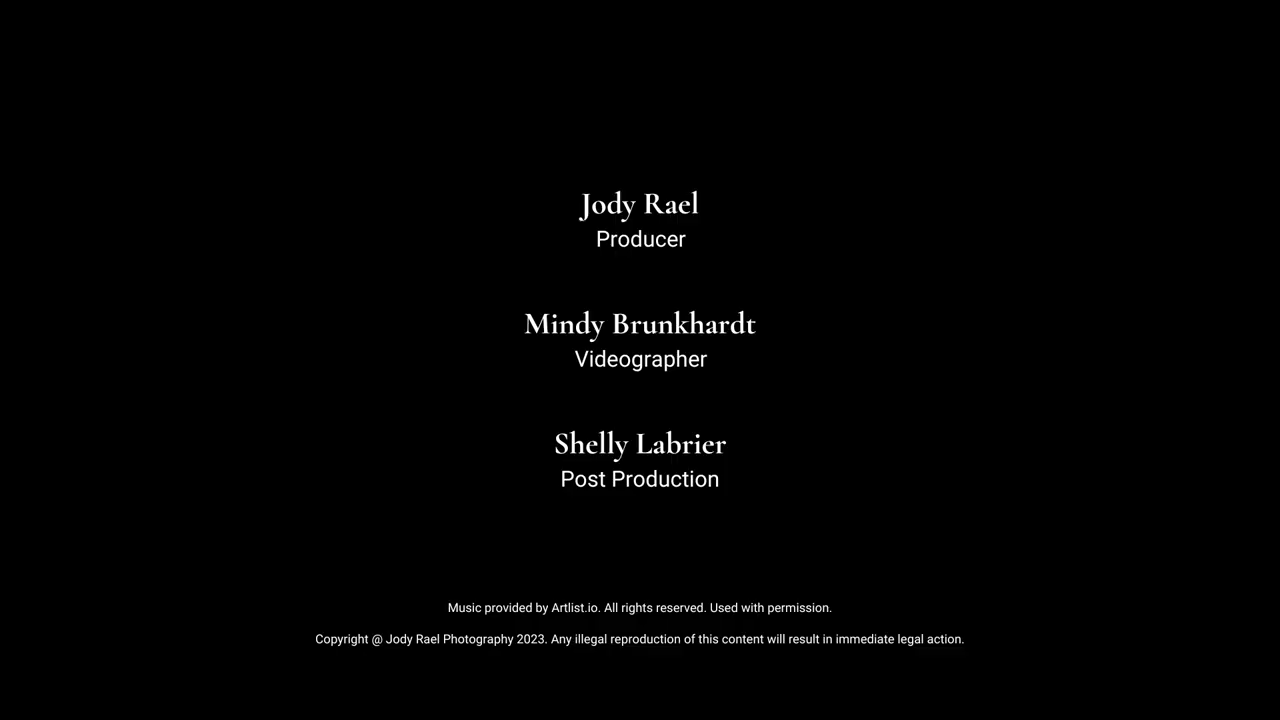 Jody Rael
Producer
Mindy Brunkhardt
Videographer
Shelly Labrier
Post Production
Music provided by Artlist.io. All rights reserved. Used with permission.
Copyright @ Jody Rael Photography 2023. Any illegal reproduction of this content will result in immediate legal action.